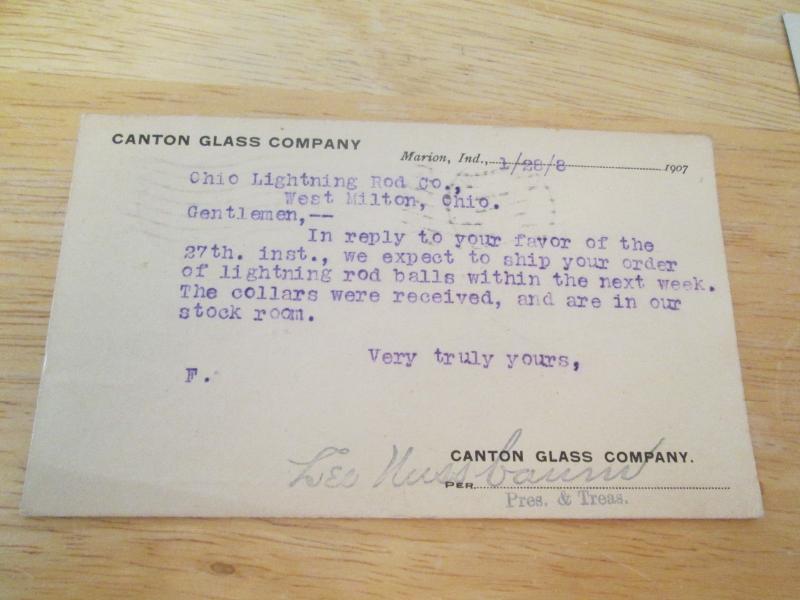 CANTON GLASS COMPANY
Marion, Ind., 1/28/8 1907
Ohio Lightning Rod Co.,
West Milton, Ohio.
Gentlemen,--
In reply to your favor of the
27th. inst., we expect to ship your order
of lightning rod balls within the next week.
The collars were received, and are in our
stock room.
Very truly yours,
F.
CANTON GLASS COMPANY.
Leo Nussbaum
PER
Pres. & Treas.